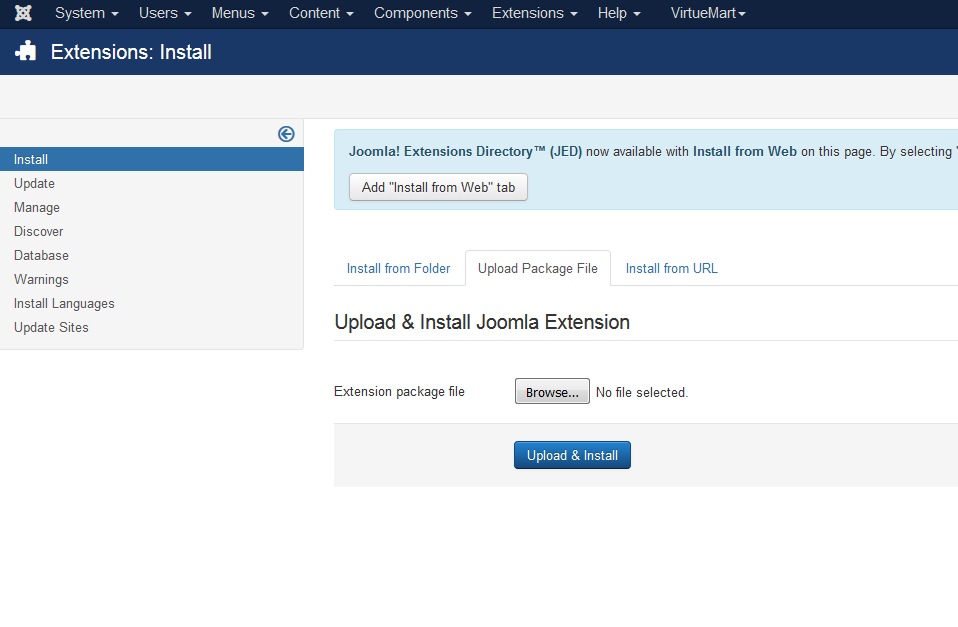 System Users Menus Content Components Extensions Help VirtueMart
Extensions: Install
Install
Update
Manage
Discover
Database
Warnings
Install Languages
Update Sites
Joomla! Extensions Directory™ (JED) now available with Install from Web on this page. By selecting "
Add "Install from Web" tab
Install from Folder Upload Package File Install from URL
Upload & Install Joomla Extension
Extension package file Browse... No file selected.
Upload & Install